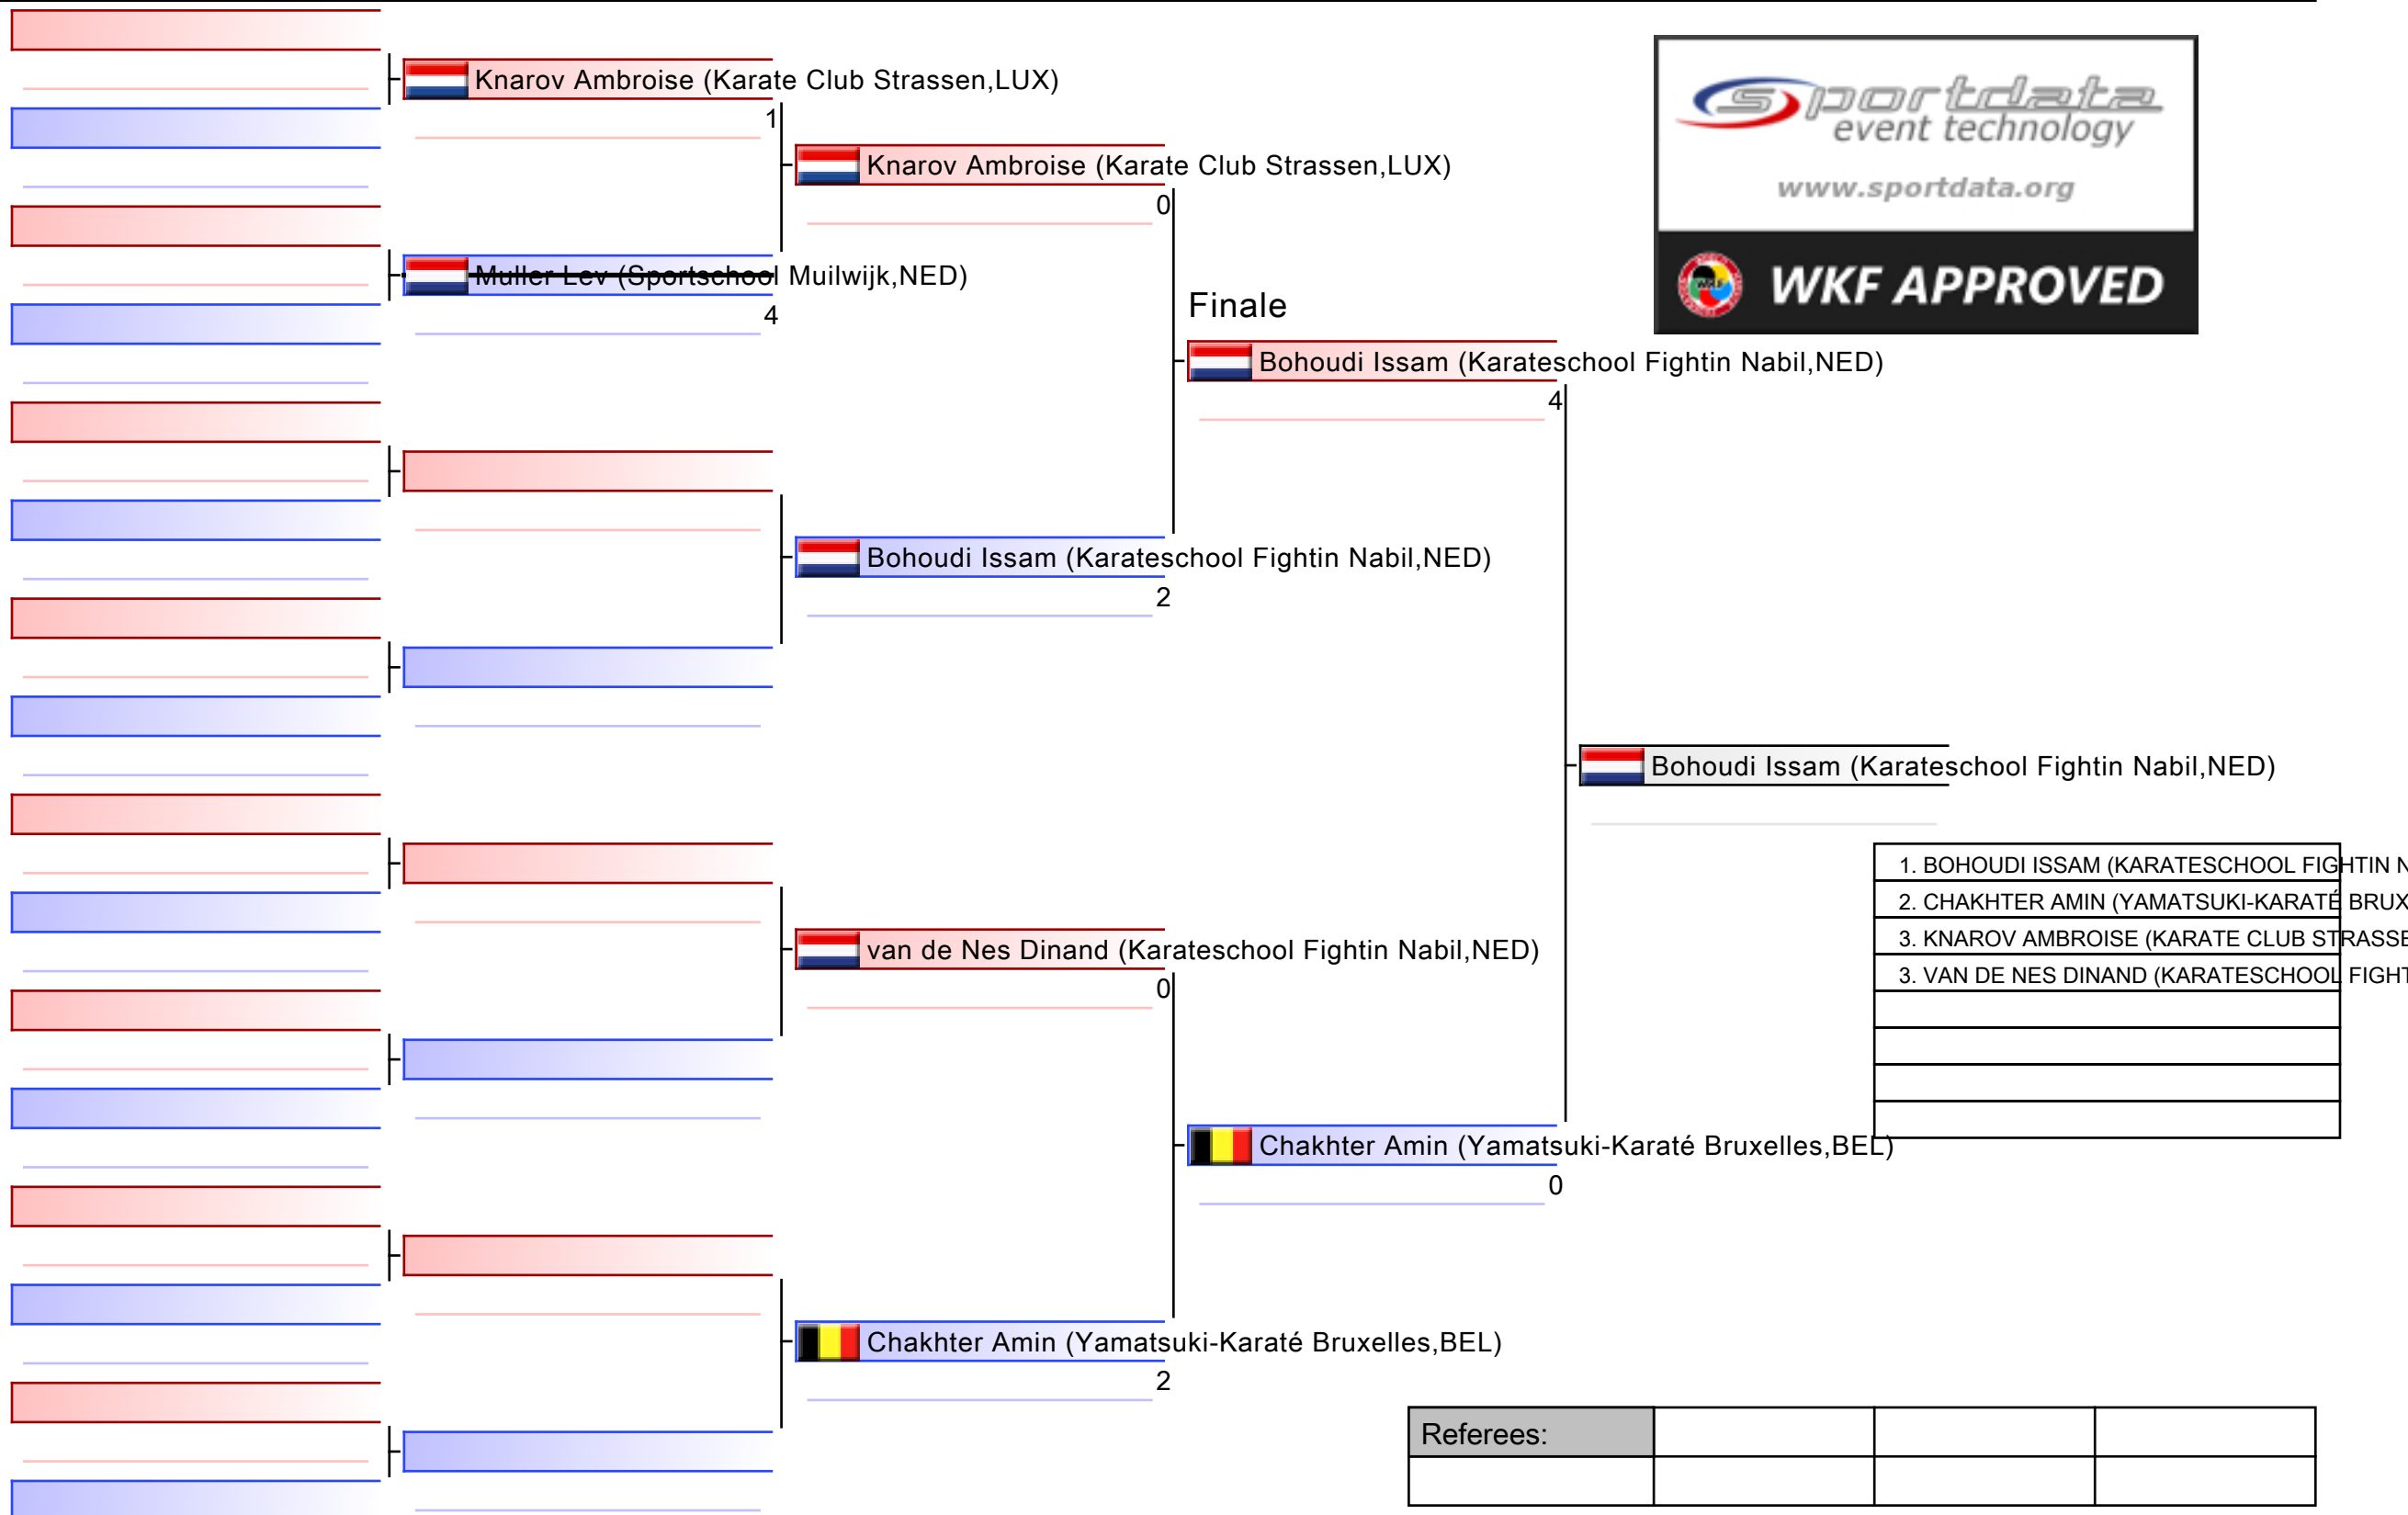 Knarov Ambroise (Karate Club Strassen,LUX)
1
Muller Lev (Sportschool Muilwijk,NED)
4
Knarov Ambroise (Karate Club Strassen,LUX)
0
Bohoudi Issam (Karateschool Fightin Nabil,NED)
2
van de Nes Dinand (Karateschool Fightin Nabil,NED)
0
Chakhter Amin (Yamatsuki-Karaté Bruxelles,BEL)
2
Finale
Bohoudi Issam (Karateschool Fightin Nabil,NED)
4
Chakhter Amin (Yamatsuki-Karaté Bruxelles,BEL)
0
Bohoudi Issam (Karateschool Fightin Nabil,NED)
sportdata
event technology
www.sportdata.org
WKF APPROVED
1. BOHOUDI ISSAM (KARATESCHOOL FIGHTIN N
2. CHAKHTER AMIN (YAMATSUKI-KARATÉ BRUX
3. KNAROV AMBROISE (KARATE CLUB STRASSE
3. VAN DE NES DINAND (KARATESCHOOL FIGHT
Referees: